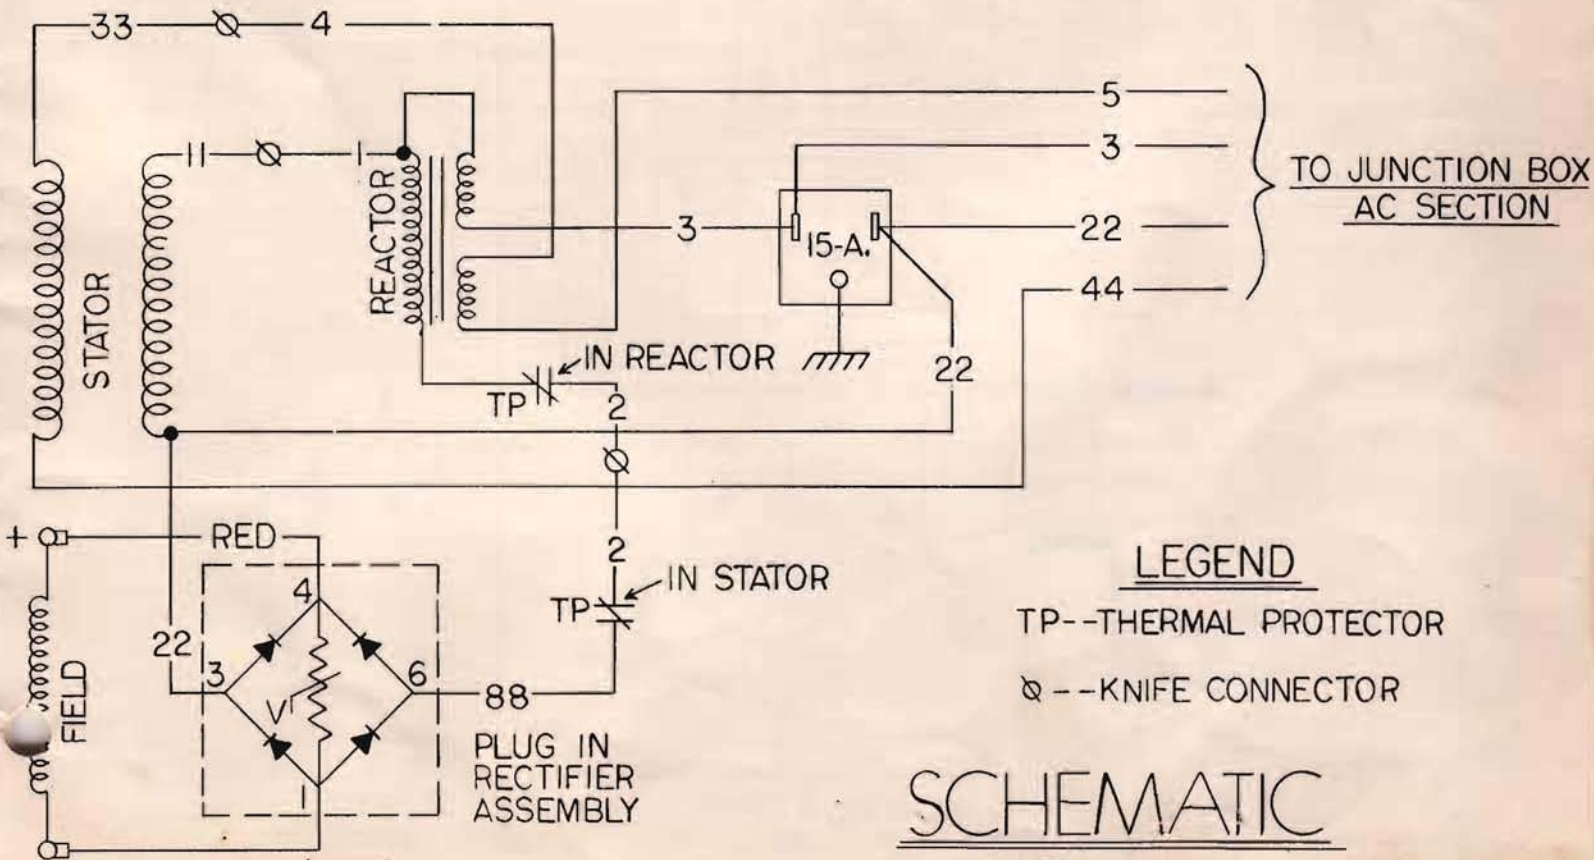 33 4
5
11 1
3
TO JUNCTION BOX
AC SECTION
REACTOR
3
15-A.
22
44
STATOR
IN REACTOR
TP
2
22
+
RED
2
IN STATOR
TP
4
22
3
6
88
V
1
FIELD
PLUG IN
RECTIFIER
ASSEMBLY
LEGEND
TP--THERMAL PROTECTOR
--KNIFE CONNECTOR
SCHEMATIC